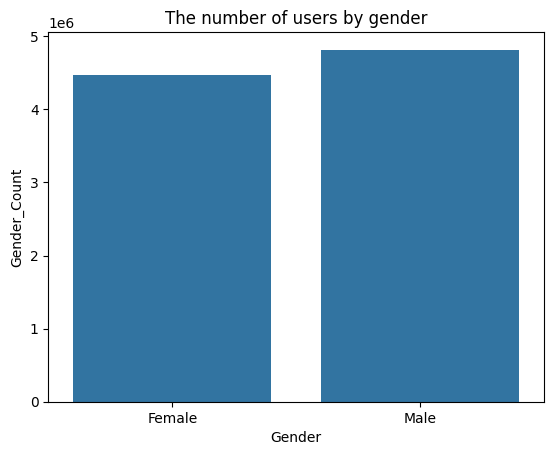 The number of users by gender
1e6
5
4
3
2
1
0
Gender_Count
Female Male
Gender